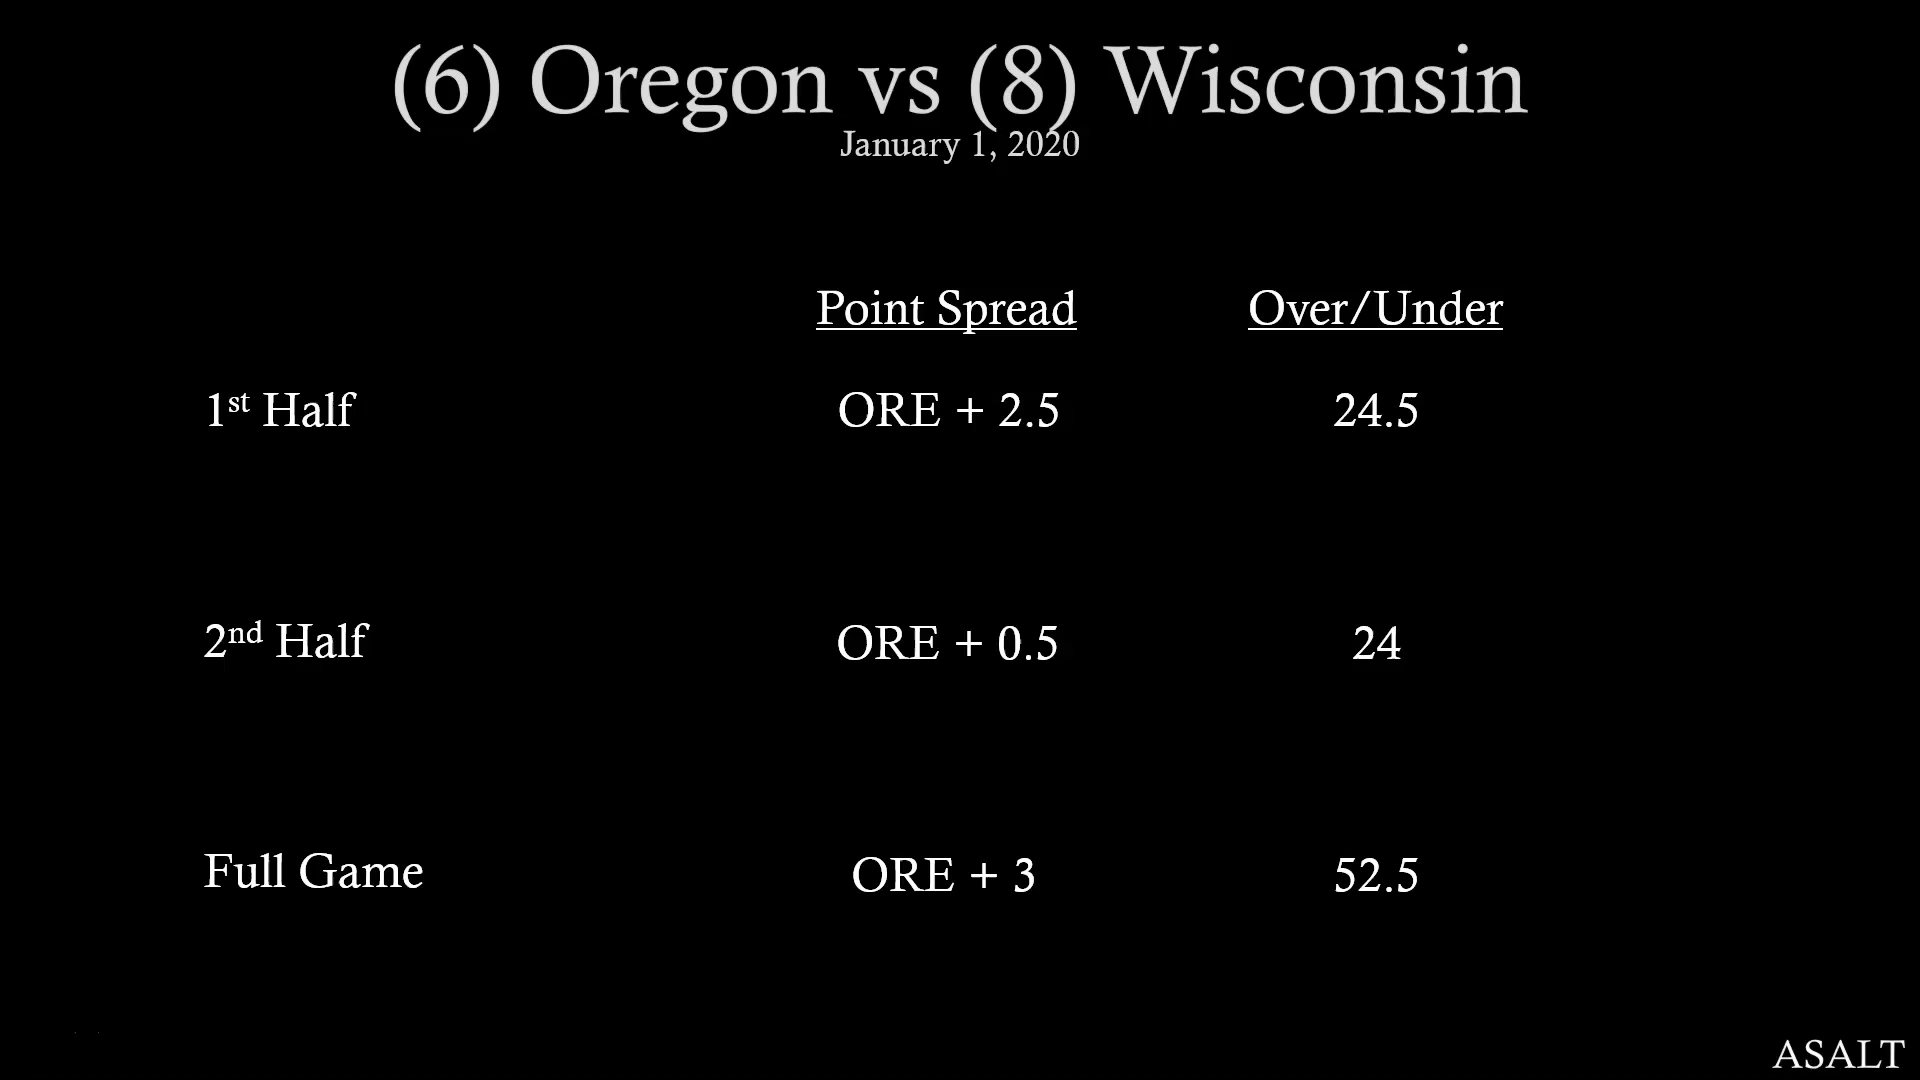 (6) Oregon vs (8) Wisconsin
January 1, 2020
Point Spread Over/Under
1st Half ORE + 2.5 24.5
2nd Half ORE + 0.5 24
Full Game ORE + 3 52.5
ASALT